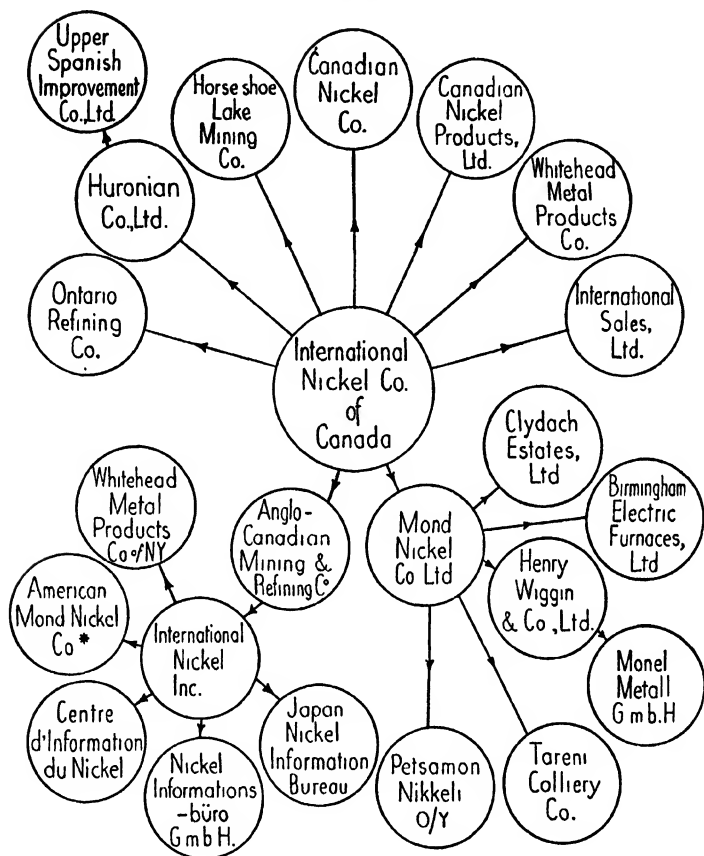 Upper
Spanish
Improvement
Co.,Ltd.
Horse shoe
Lake
Mining
Co.
Canadian
Nickel
Co.
Canadian
Nickel
Products,
Ltd.
Huronian
Co.,Ltd.
Whitehead
Metal
Products
Co.
Ontario
Refining
Co.
International
Nickel Co.
of
Canada
International
Sales,
Ltd.
Whitehead
Metal
Products
Co of NY
Anglo-
Canadian
Mining &
Refining Co
Mond
Nickel
Co Ltd
Clydach
Estates,
Ltd
Birmingham
Electric
Furnaces,
Ltd
American
Mond Nickel
Co *
International
Nickel
Inc.
Henry
Wiggin
& Co., Ltd.
Monel
Metall
G m b. H
Centre
d'Information
du Nickel
Nickel
Informations
-büro
G m b H.
Japan
Nickel
Information
Bureau
Petsamon
Nikkeli
O/Y
Tareni
Colliery
Co.